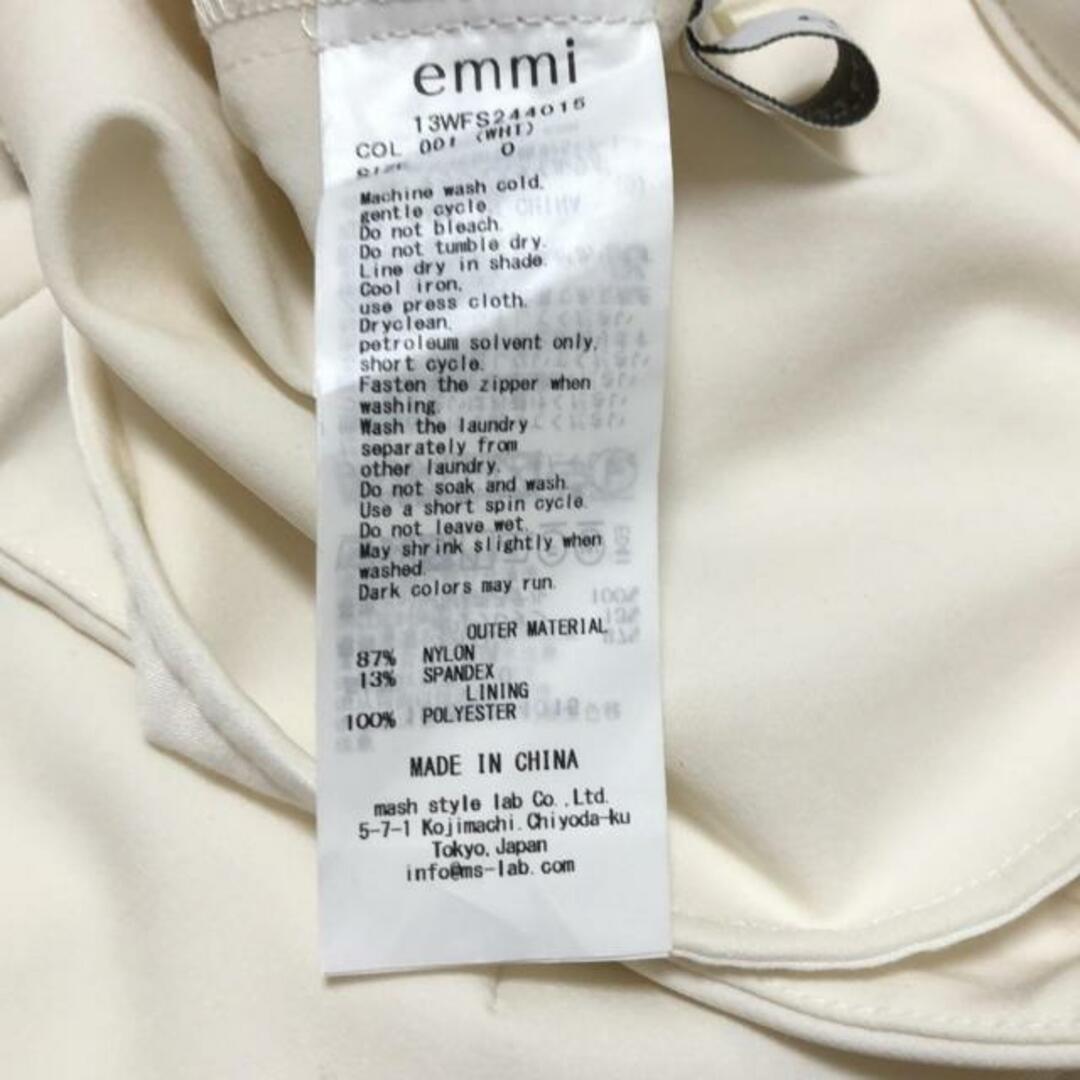 emmi
13WFS244015
COL 001 (WHI)
SIZE 0
Machine wash cold,
gentle cycle.
Do not bleach.
Do not tumble dry.
Line dry in shade.
Cool iron,
use press cloth.
Dryclean,
petroleum solvent only,
short cycle.
Fasten the zipper when
washing.
Wash the laundry
separately from
other laundry.
Do not soak and wash.
Use a short spin cycle.
Do not leave wet.
May shrink slightly when
washed.
Dark colors may run.
OUTER MATERIAL
87% NYLON
13% SPANDEX
LINING
100% POLYESTER
MADE IN CHINA
mash style lab Co.,Ltd.
5-7-1 Kojimachi.Chiyoda-ku
Tokyo, Japan
info@ms-lab.com